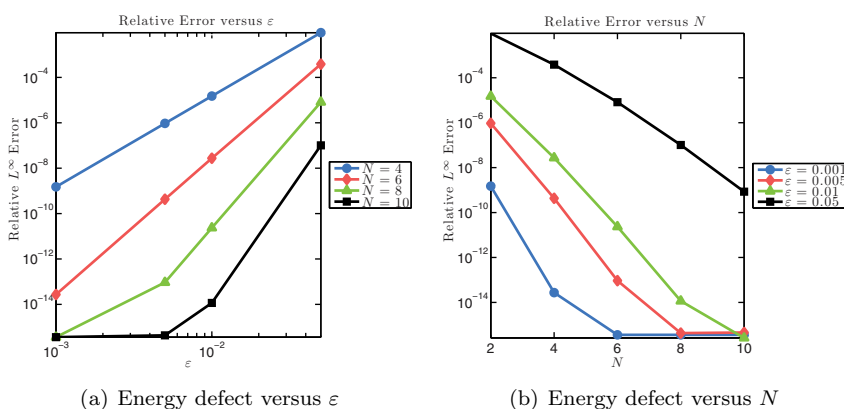 Relative Error versus ε
Relative L^∞ Error
10^−4
10^−6
10^−8
10^−10
10^−12
10^−14
10^−3
10^−2
ε
N = 4
N = 6
N = 8
N = 10
(a) Energy defect versus ε
Relative Error versus N
Relative L^∞ Error
10^−4
10^−6
10^−8
10^−10
10^−12
10^−14
2 4 6 8 10
N
ε = 0.001
ε = 0.005
ε = 0.01
ε = 0.05
(b) Energy defect versus N